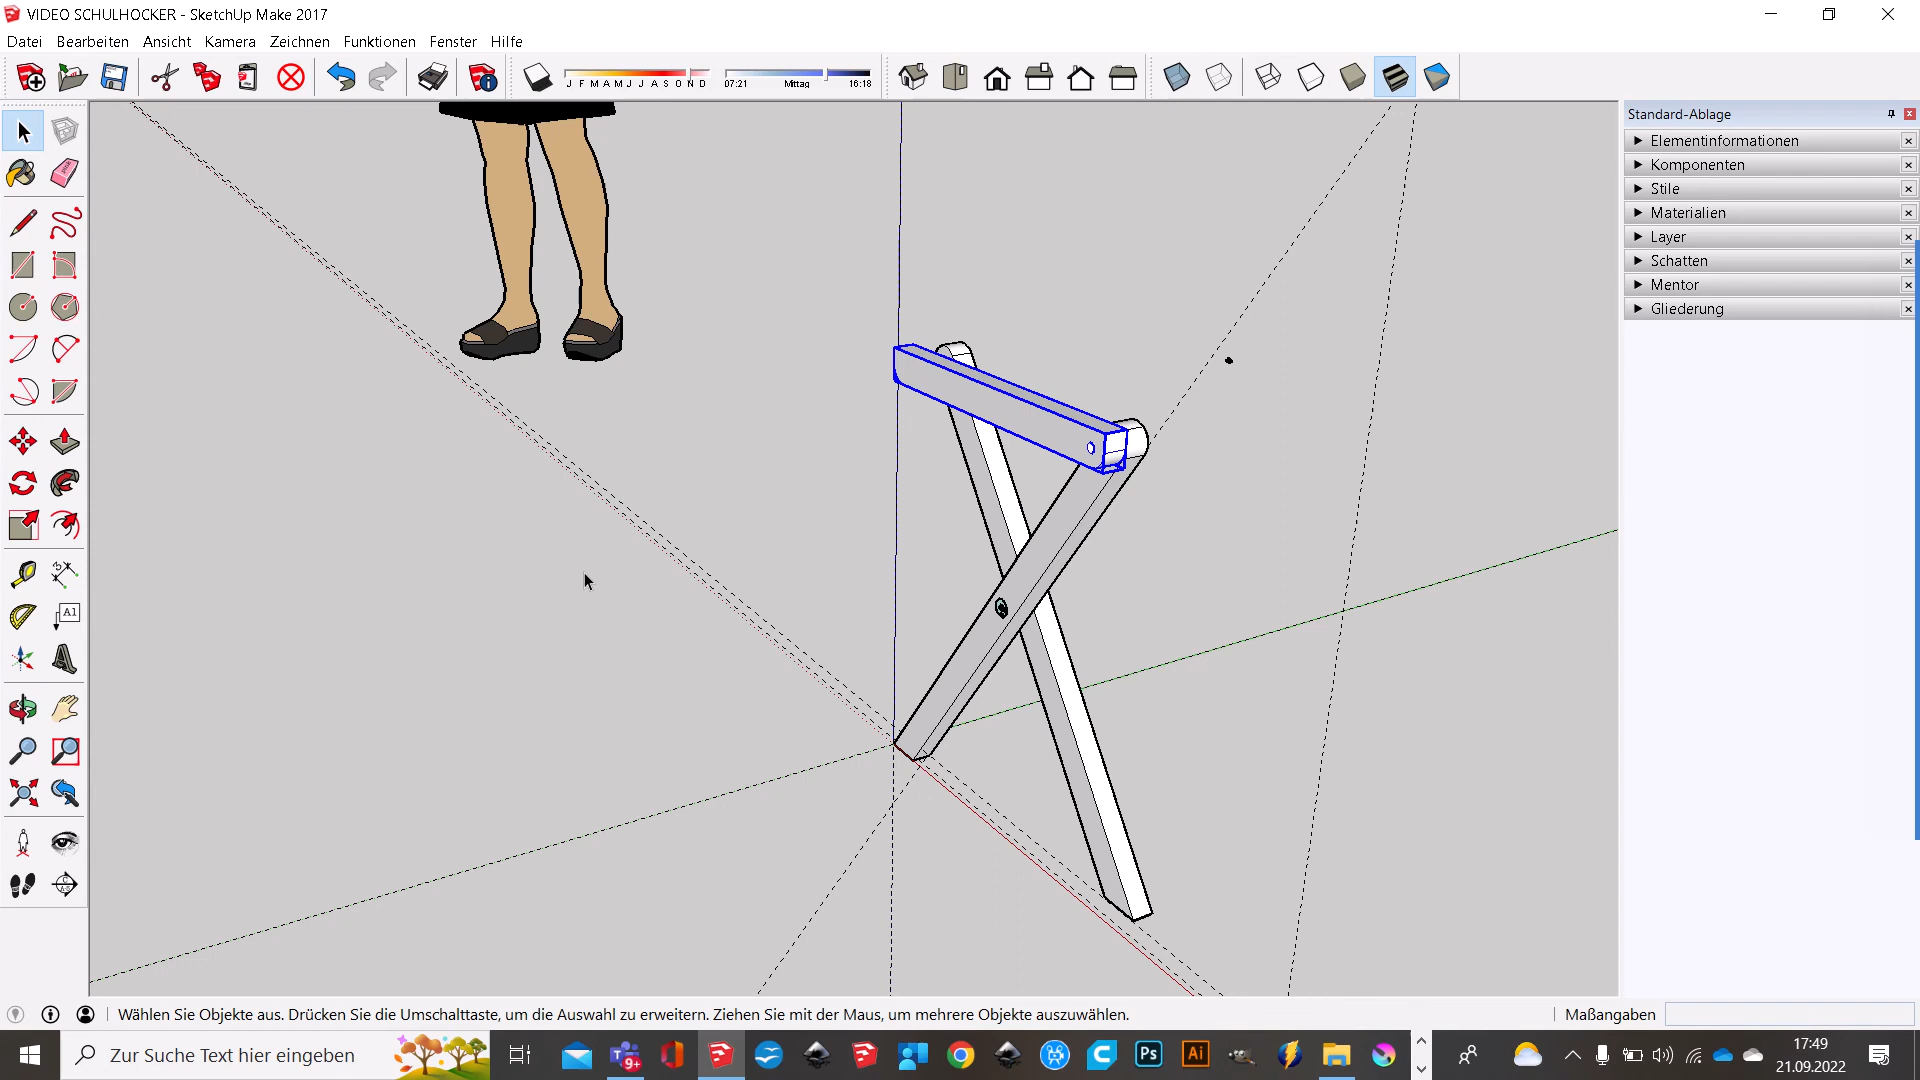 VIDEO SCHULHOCKER - SketchUp Make 2017
Datei Bearbeiten Ansicht Kamera Zeichnen Funktionen Fenster Hilfe
J F M A M J J A S O N D 07:21 Mittag 16:18
Standard-Ablage
Elementinformationen
Komponenten
Stile
Materialien
Layer
Schatten
Mentor
Gliederung
A1
Wählen Sie Objekte aus. Drücken Sie die Umschalttaste, um die Auswahl zu erweitern. Ziehen Sie mit der Maus, um mehrere Objekte auszuwählen.
Maßangaben
Zur Suche Text hier eingeben
9+
Ps
Ai
17:49
21.09.2022